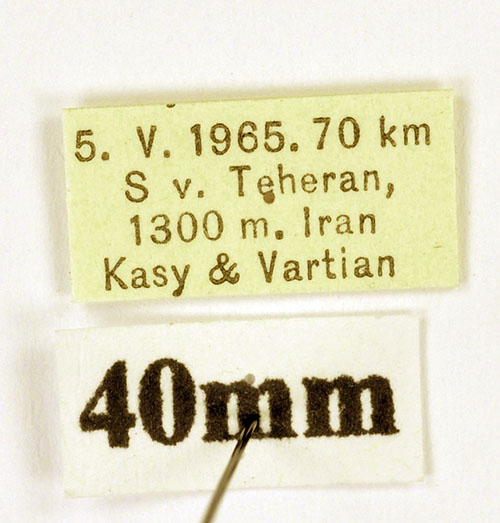 5. V. 1965. 70 km
S v. Teheran,
1300 m. Iran
Kasy & Vartian
40mm